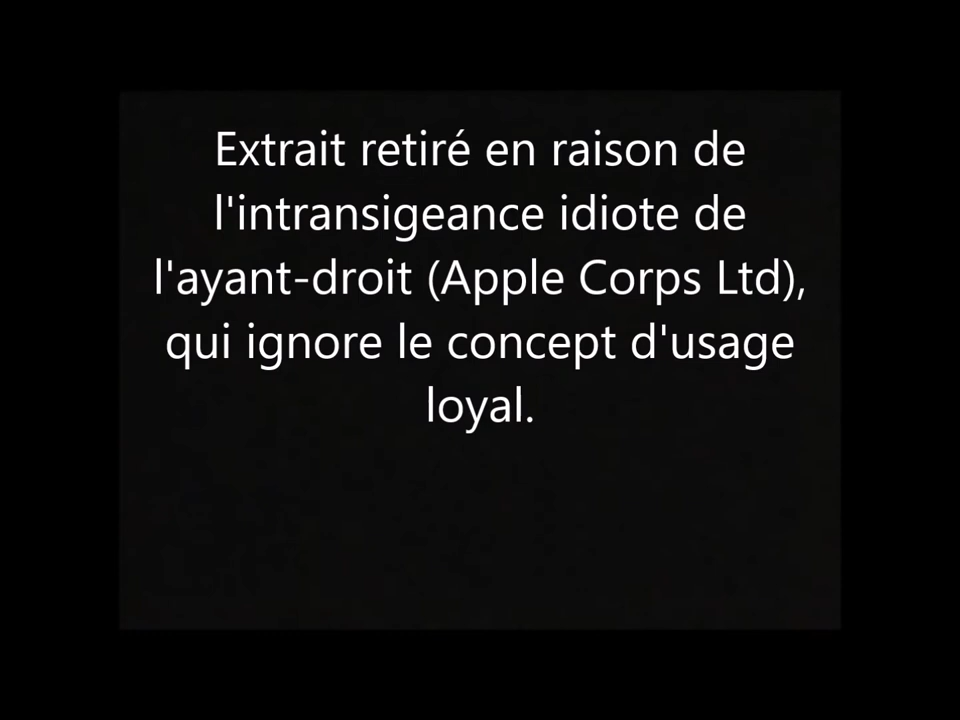 Extrait retiré en raison de
l'intransigeance idiote de
l'ayant-droit (Apple Corps Ltd),
qui ignore le concept d'usage
loyal.